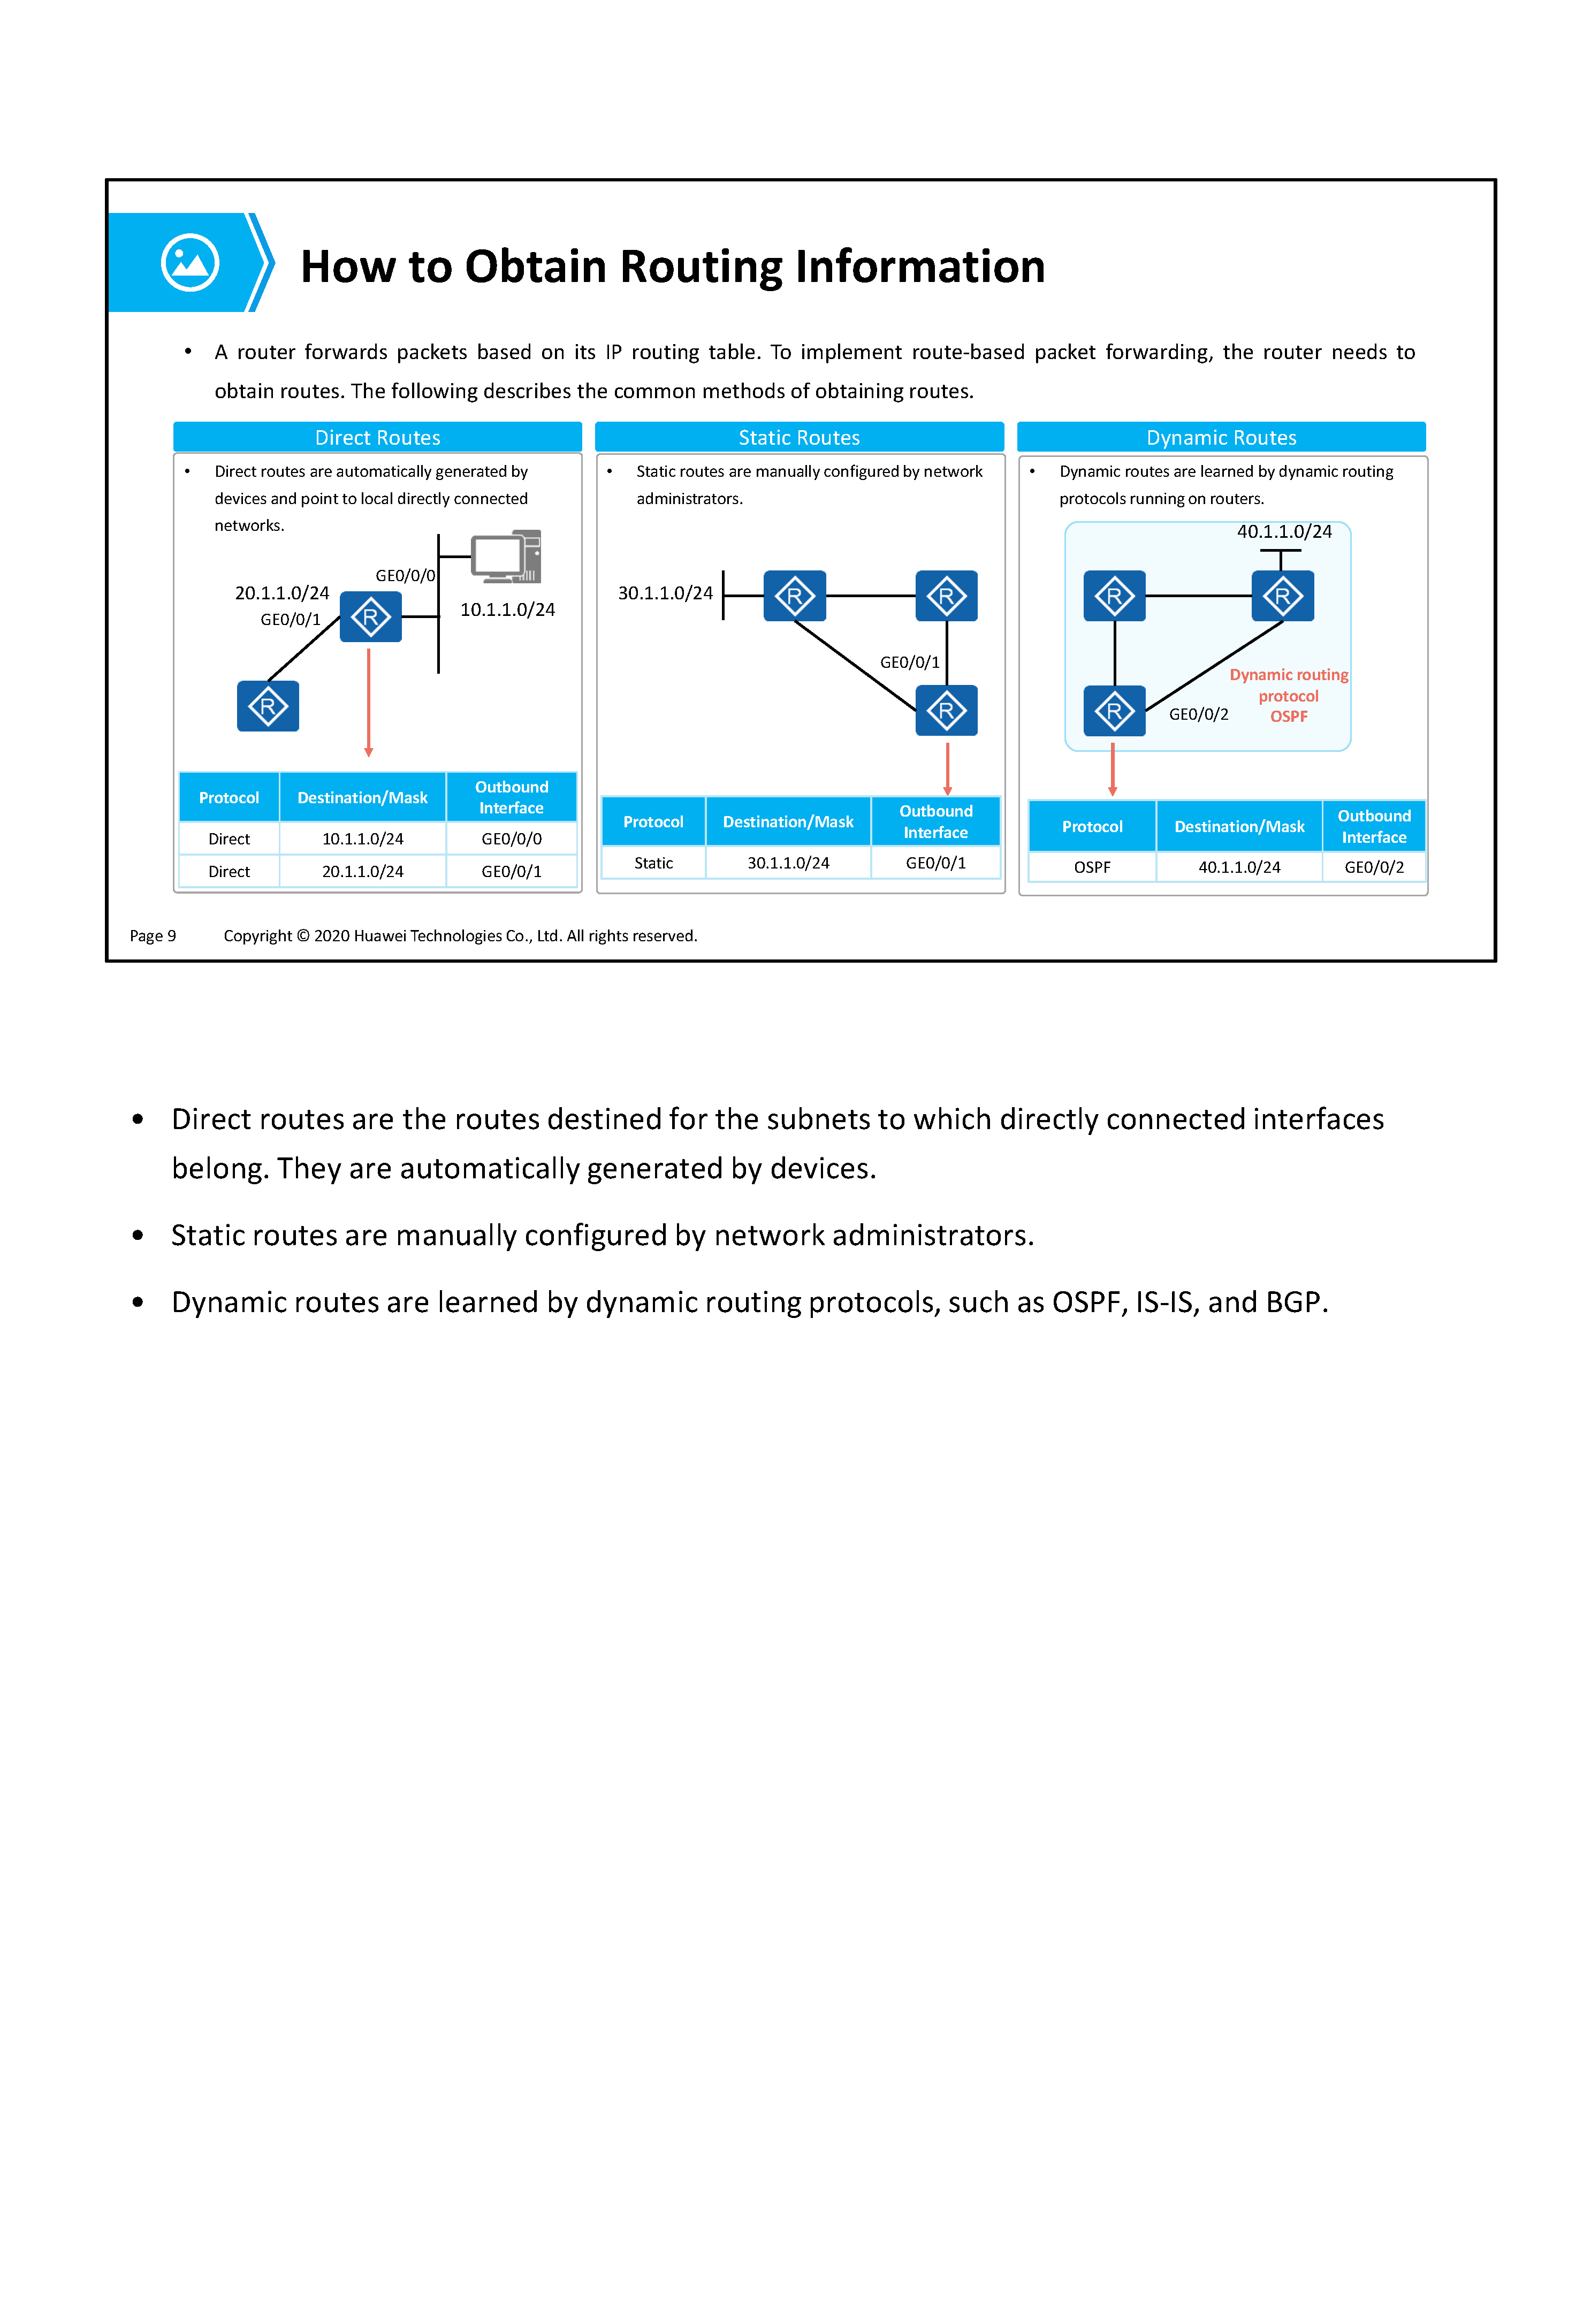 How to Obtain Routing Information
• A router forwards packets based on its IP routing table. To implement route-based packet forwarding, the router needs to
obtain routes. The following describes the common methods of obtaining routes.
Direct Routes
• Direct routes are automatically generated by
devices and point to local directly connected
networks.
GE0/0/0
20.1.1.0/24
GE0/0/1
R
10.1.1.0/24
R
Protocol Destination/Mask Outbound
Interface
Direct 10.1.1.0/24 GE0/0/0
Direct 20.1.1.0/24 GE0/0/1
Static Routes
• Static routes are manually configured by network
administrators.
30.1.1.0/24
R
R
GE0/0/1
R
Protocol Destination/Mask Outbound
Interface
Static 30.1.1.0/24 GE0/0/1
Dynamic Routes
• Dynamic routes are learned by dynamic routing
protocols running on routers.
40.1.1.0/24
R
R
Dynamic routing
protocol
OSPF
R
GE0/0/2
Protocol Destination/Mask Outbound
Interface
OSPF 40.1.1.0/24 GE0/0/2
Page 9 Copyright © 2020 Huawei Technologies Co., Ltd. All rights reserved.
• Direct routes are the routes destined for the subnets to which directly connected interfaces
belong. They are automatically generated by devices.
• Static routes are manually configured by network administrators.
• Dynamic routes are learned by dynamic routing protocols, such as OSPF, IS-IS, and BGP.